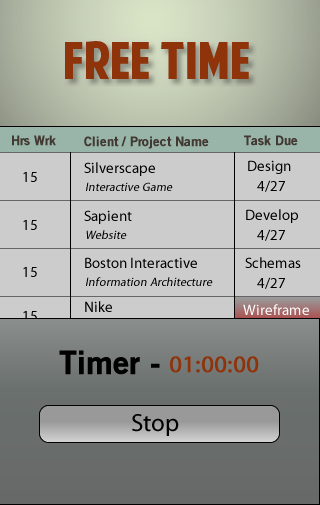 FREE TIME
Hrs Wrk Client / Project Name Task Due
15 Silverscape Design
Interactive Game 4/27
15 Sapient Develop
Website 4/27
15 Boston Interactive Schemas
Information Architecture 4/27
15 Nike Wireframe
Timer - 01:00:00
Stop